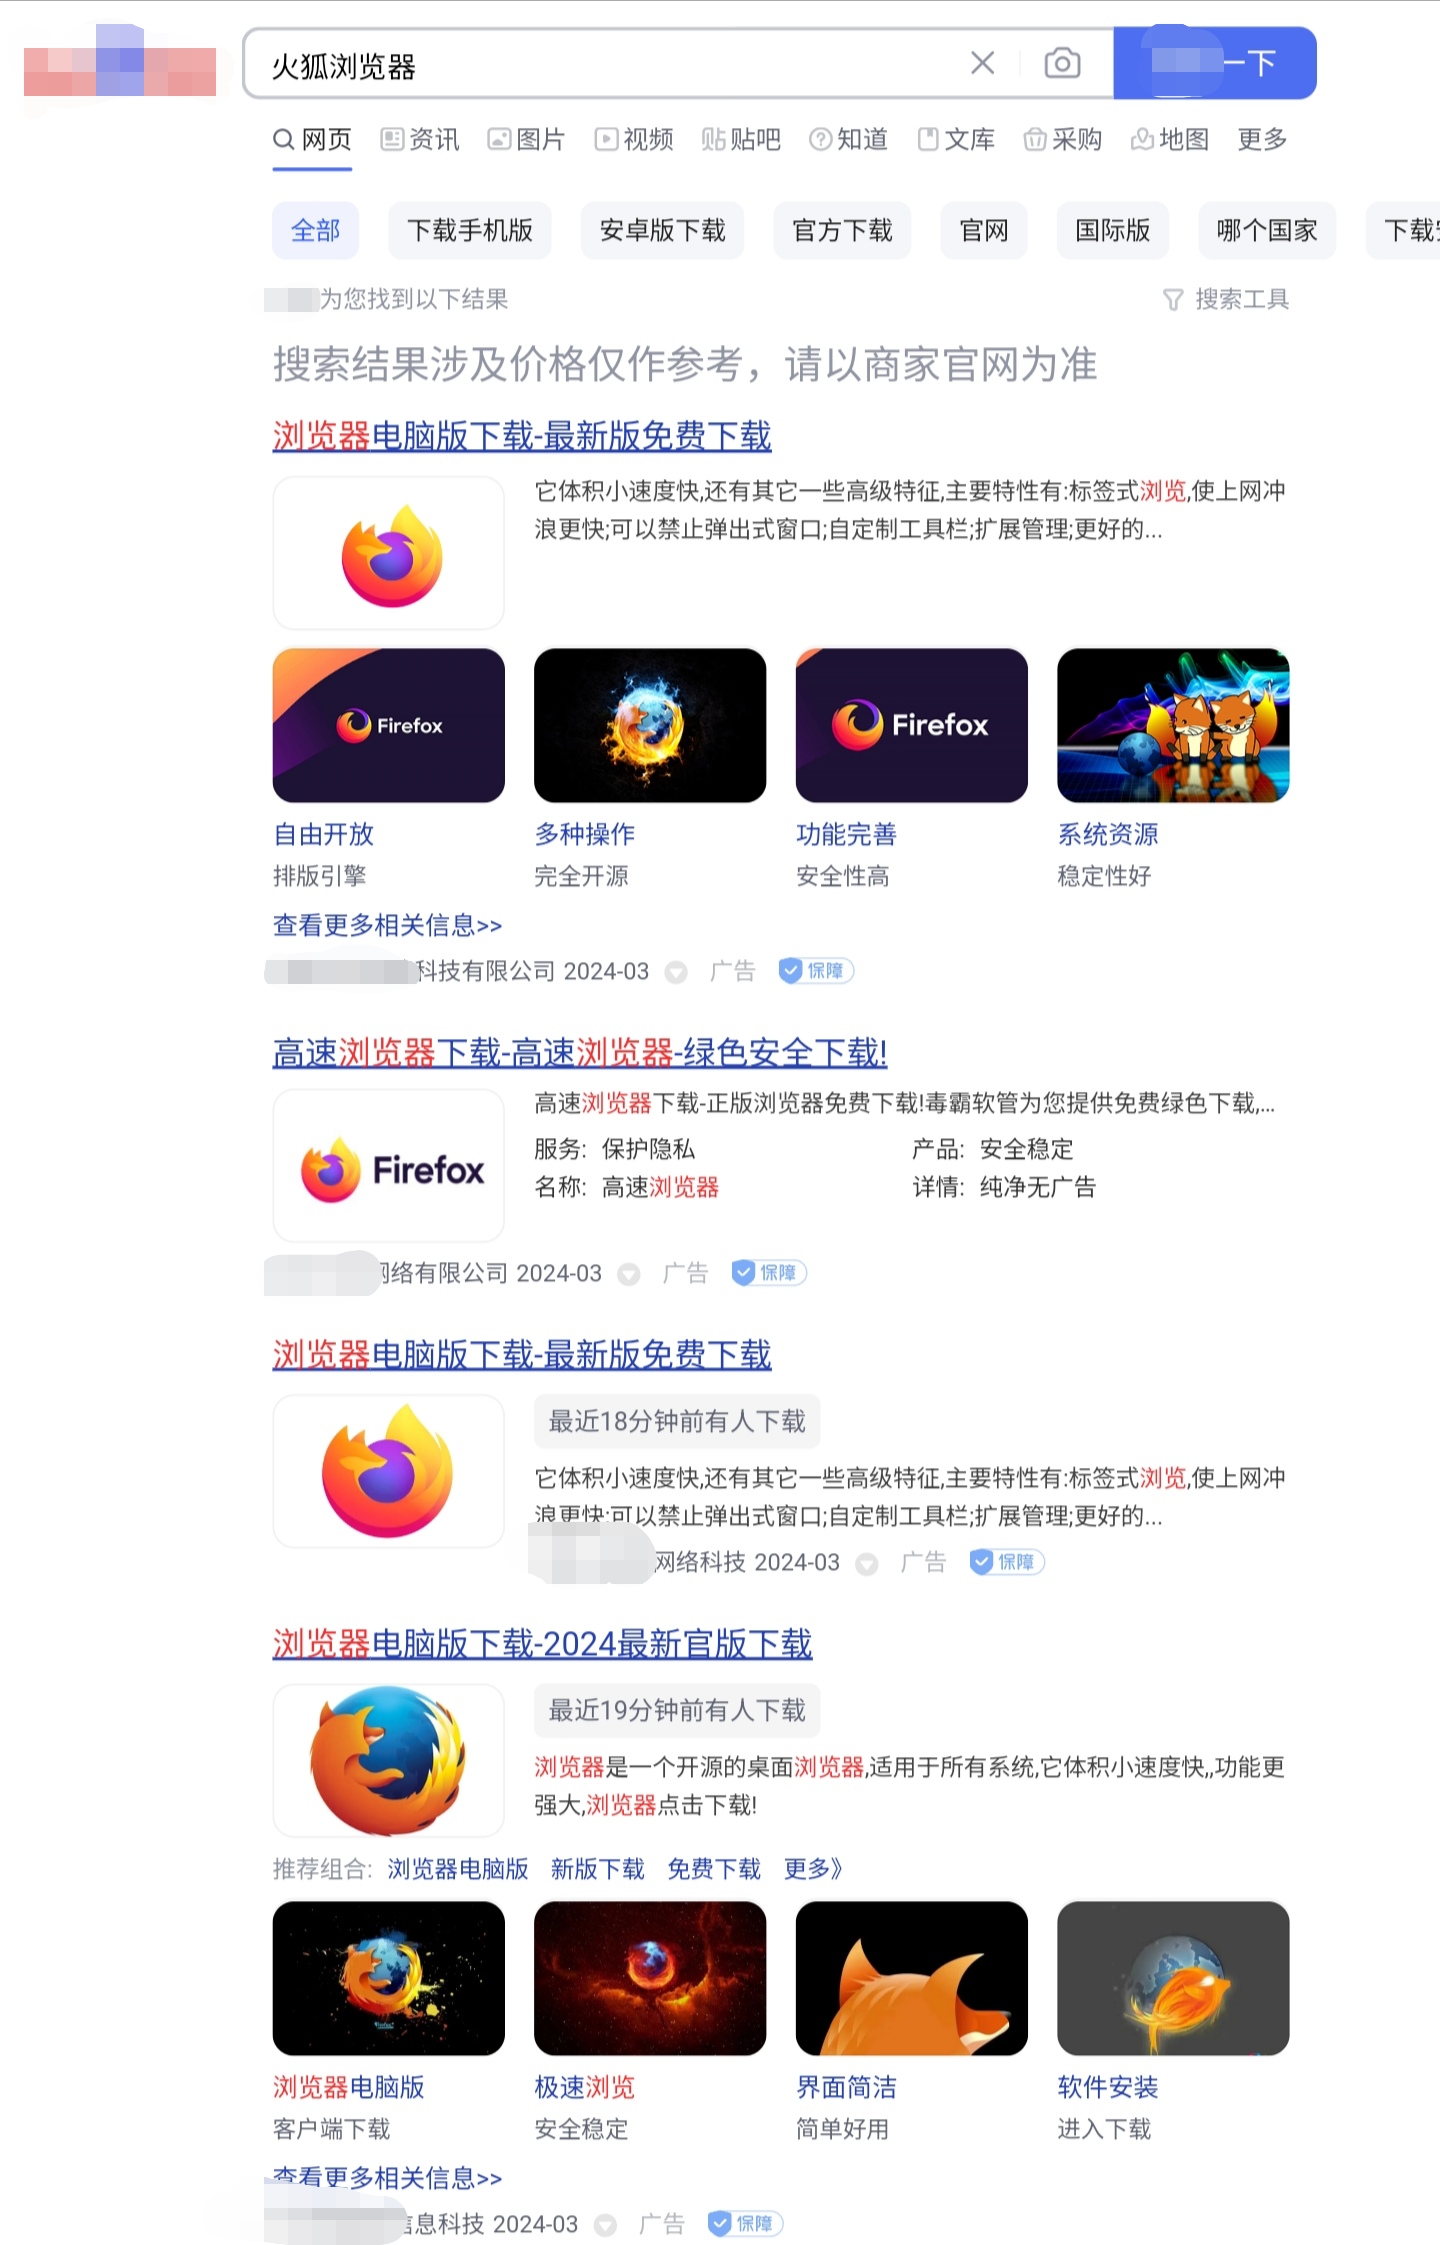 火狐浏览器
一下
网页 资讯 图片 视频 贴吧 知道 文库 采购 地图 更多
全部 下载手机版 安卓版下载 官方下载 官网 国际版 哪个国家 下载
为您找到以下结果 搜索工具
搜索结果涉及价格仅作参考，请以商家官网为准
浏览器电脑版下载-最新版免费下载
它体积小速度快,还有其它一些高级特征,主要特性有:标签式浏览,使上网冲
浪更快;可以禁止弹出式窗口;自定制工具栏;扩展管理;更好的...
Firefox Firefox
自由开放 多种操作 功能完善 系统资源
排版引擎 完全开源 安全性高 稳定性好
查看更多相关信息>>
科技有限公司 2024-03 广告 保障
高速浏览器下载-高速浏览器-绿色安全下载!
高速浏览器下载-正版浏览器免费下载!毒霸软管为您提供免费绿色下载,...
Firefox
服务: 保护隐私 产品: 安全稳定
名称: 高速浏览器 详情: 纯净无广告
网络有限公司 2024-03 广告 保障
浏览器电脑版下载-最新版免费下载
最近18分钟前有人下载
它体积小速度快,还有其它一些高级特征,主要特性有:标签式浏览,使上网冲
浪更快;可以禁止弹出式窗口;自定制工具栏;扩展管理;更好的...
网络科技 2024-03 广告 保障
浏览器电脑版下载-2024最新官版下载
最近19分钟前有人下载
浏览器是一个开源的桌面浏览器,适用于所有系统,它体积小速度快,,功能更
强大,浏览器点击下载!
推荐组合: 浏览器电脑版 新版下载 免费下载 更多》
浏览器电脑版 极速浏览 界面简洁 软件安装
客户端下载 安全稳定 简单好用 进入下载
查看更多相关信息>>
信息科技 2024-03 广告 保障